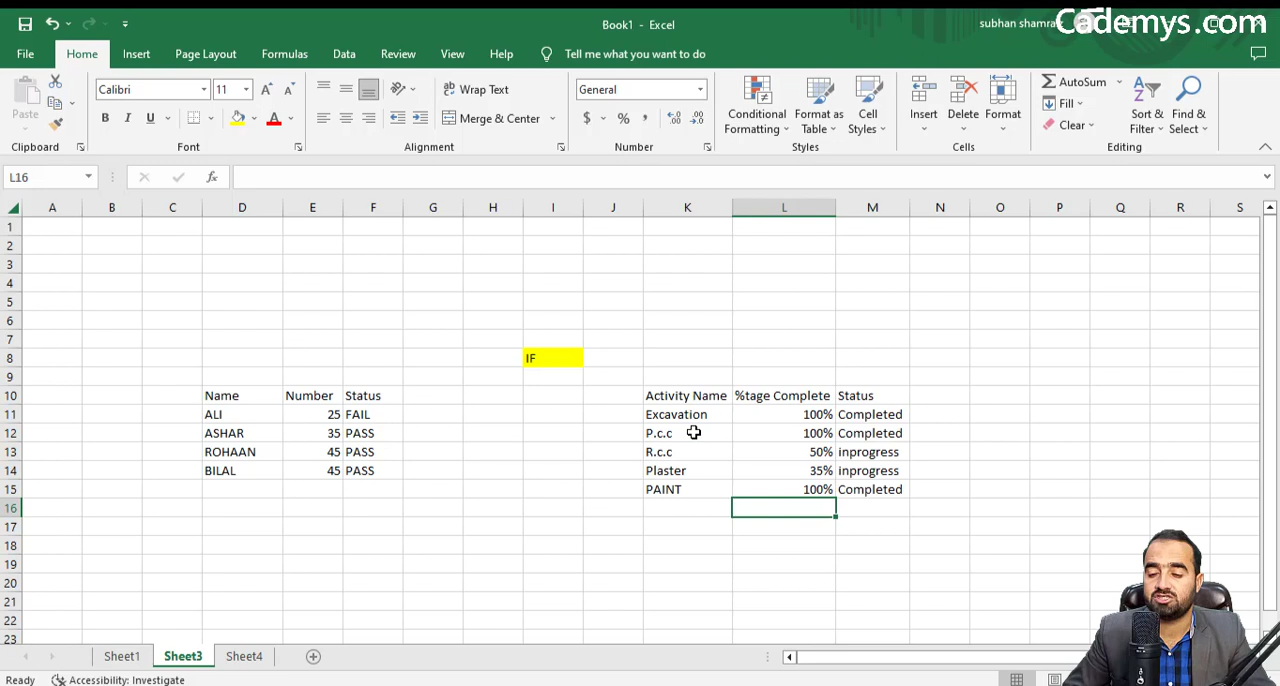 Book1 - Excel
subhan shamraiz
Cademys.com
File Home Insert Page Layout Formulas Data Review View Help Tell me what you want to do
Calibri 11 Wrap Text General AutoSum
Paste Merge & Center Conditional Formatting Format as Table Cell Styles Insert Delete Format Fill Clear Sort & Filter Find & Select
B I U A $ % ,
Clipboard Font Alignment Number Styles Cells Editing
L16 fx
A B C D E F G H I J K L M N O P Q R S
1
2
3
4
5
6
7
8 IF
9
10 Name Number Status Activity Name %tage Complete Status
11 ALI 25 FAIL Excavation 100% Completed
12 ASHAR 35 PASS P.c.c 100% Completed
13 ROHAAN 45 PASS R.c.c 50% inprogress
14 BILAL 45 PASS Plaster 35% inprogress
15 PAINT 100% Completed
16
17
18
19
20
21
22
23
Sheet1 Sheet3 Sheet4
Ready Accessibility: Investigate